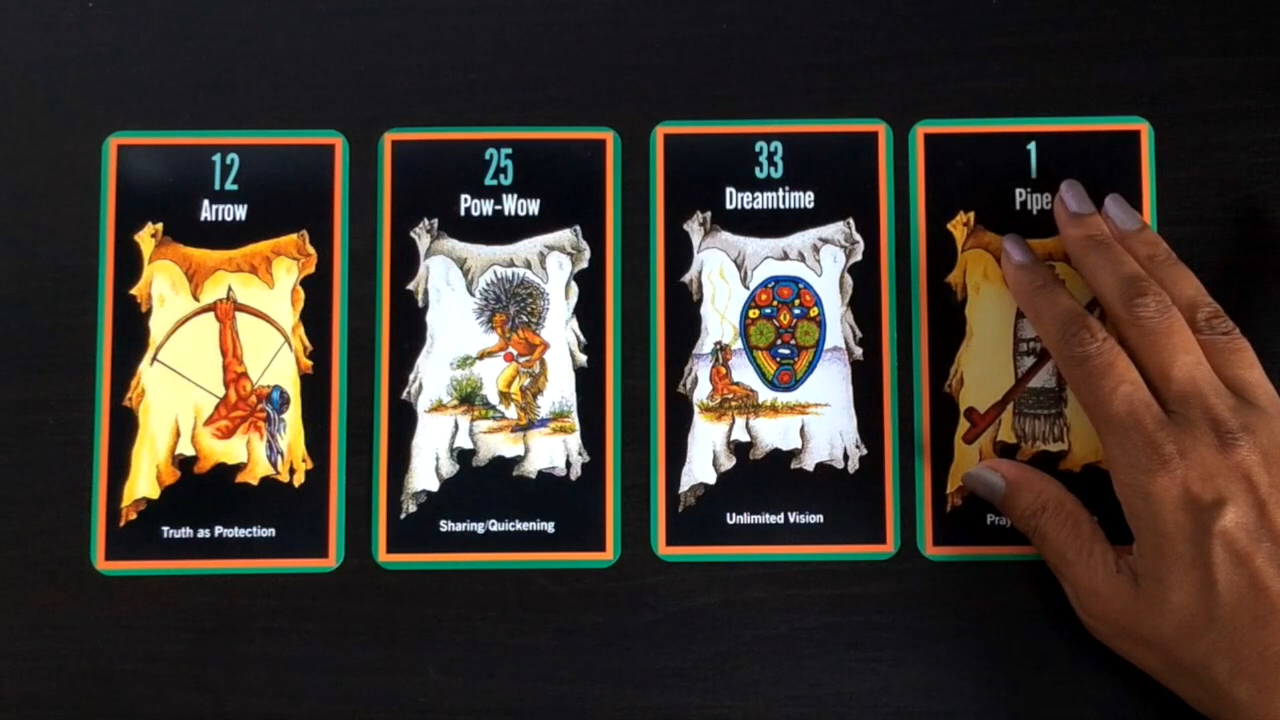 12
Arrow
Truth as Protection
25
Pow-Wow
Sharing/Quickening
33
Dreamtime
Unlimited Vision
1
Pipe